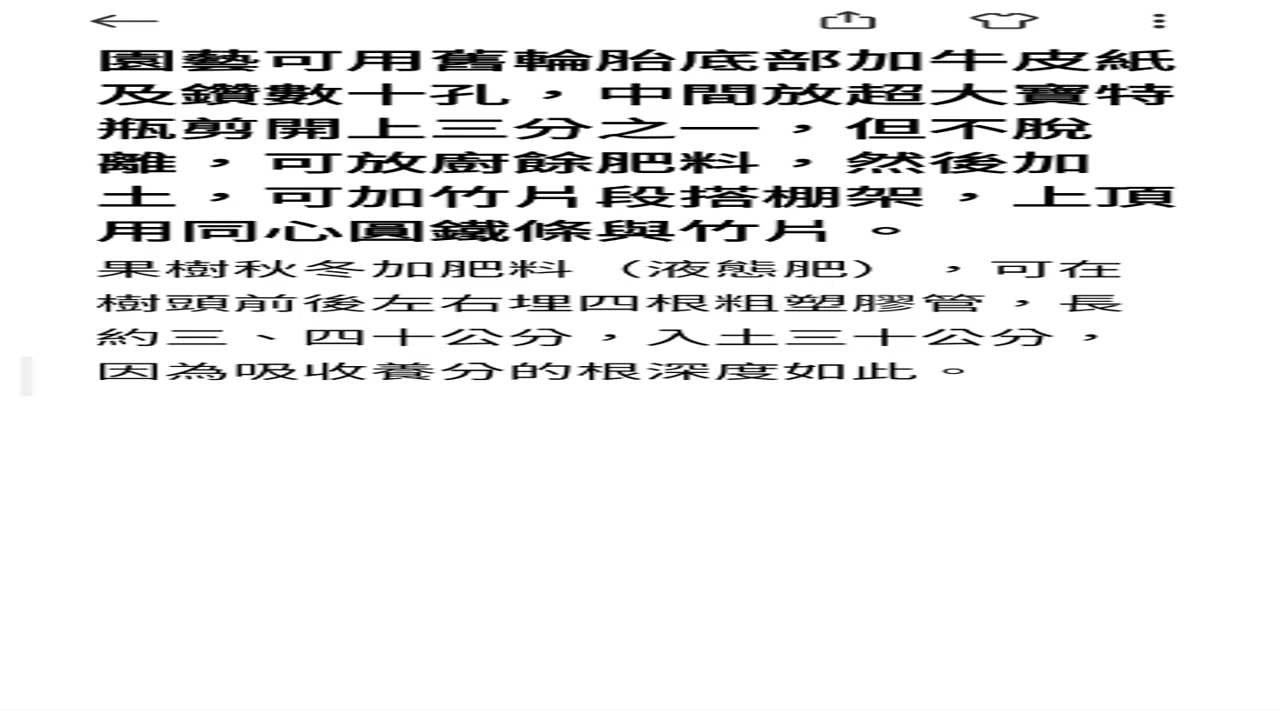 園藝可用舊輪胎底部加牛皮紙
及鑽數十孔，中間放超大寶特
瓶剪開上三分之一，但不脫
離，可放廚餘肥料，然後加
土，可加竹片段搭棚架，上頂
用同心圓鐵條與竹片。
果樹秋冬加肥料（液態肥），可在
樹頭前後左右埋四根粗塑膠管，長
約三、四十公分，入土三十公分，
因為吸收養分的根深度如此。